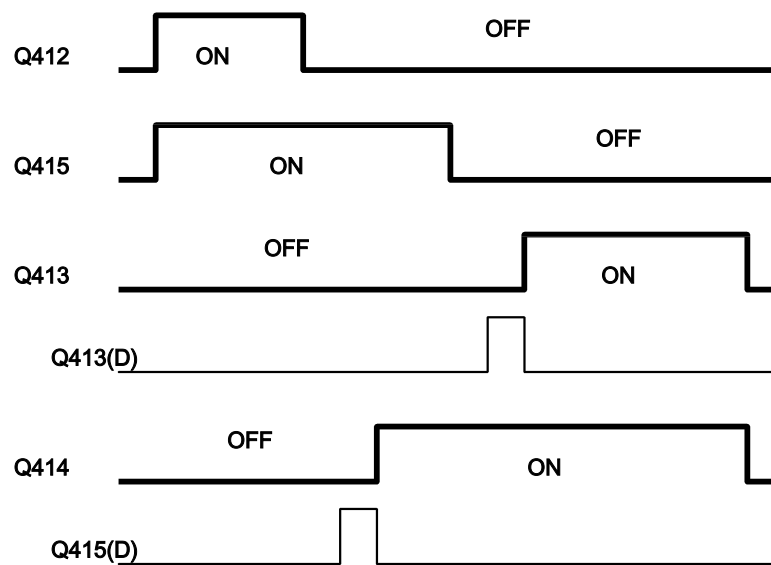 OFF
Q412 ON
OFF
Q415 ON
OFF
Q413 ON
Q413(D)
OFF
Q414 ON
Q415(D)